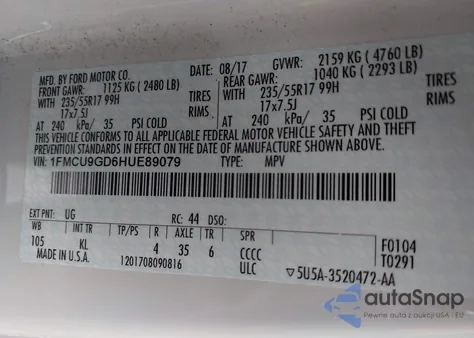 MFD. BY FORD MOTOR CO.
DATE: 08/17 GVWR: 2159 KG ( 4760 LB)
FRONT GAWR: 1125 KG ( 2480 LB)
REAR GAWR: 1040 KG ( 2293 LB)
WITH 235/55R17 99H TIRES
WITH 235/55R17 99H TIRES
17x7.5J RIMS
17x7.5J RIMS
AT 240 kPa/ 35 PSI COLD
AT 240 kPa/ 35 PSI COLD
THIS VEHICLE CONFORMS TO ALL APPLICABLE FEDERAL MOTOR VEHICLE SAFETY AND THEFT
PREVENTION STANDARDS IN EFFECT ON THE DATE OF MANUFACTURE SHOWN ABOVE.
VIN: 1FMCU9GD6HUE89079 TYPE: MPV
EXT PNT: UG RC: 44 DSO:
WB INT TR TP/PS R AXLE TR SPR
105 KL 4 35 6 CCCC
F0104
MADE IN U.S.A. 1201708090816 ULC
T0291
▽5U5A-3520472-AA
autoSnap
Pewne auta z aukcji USA i EU